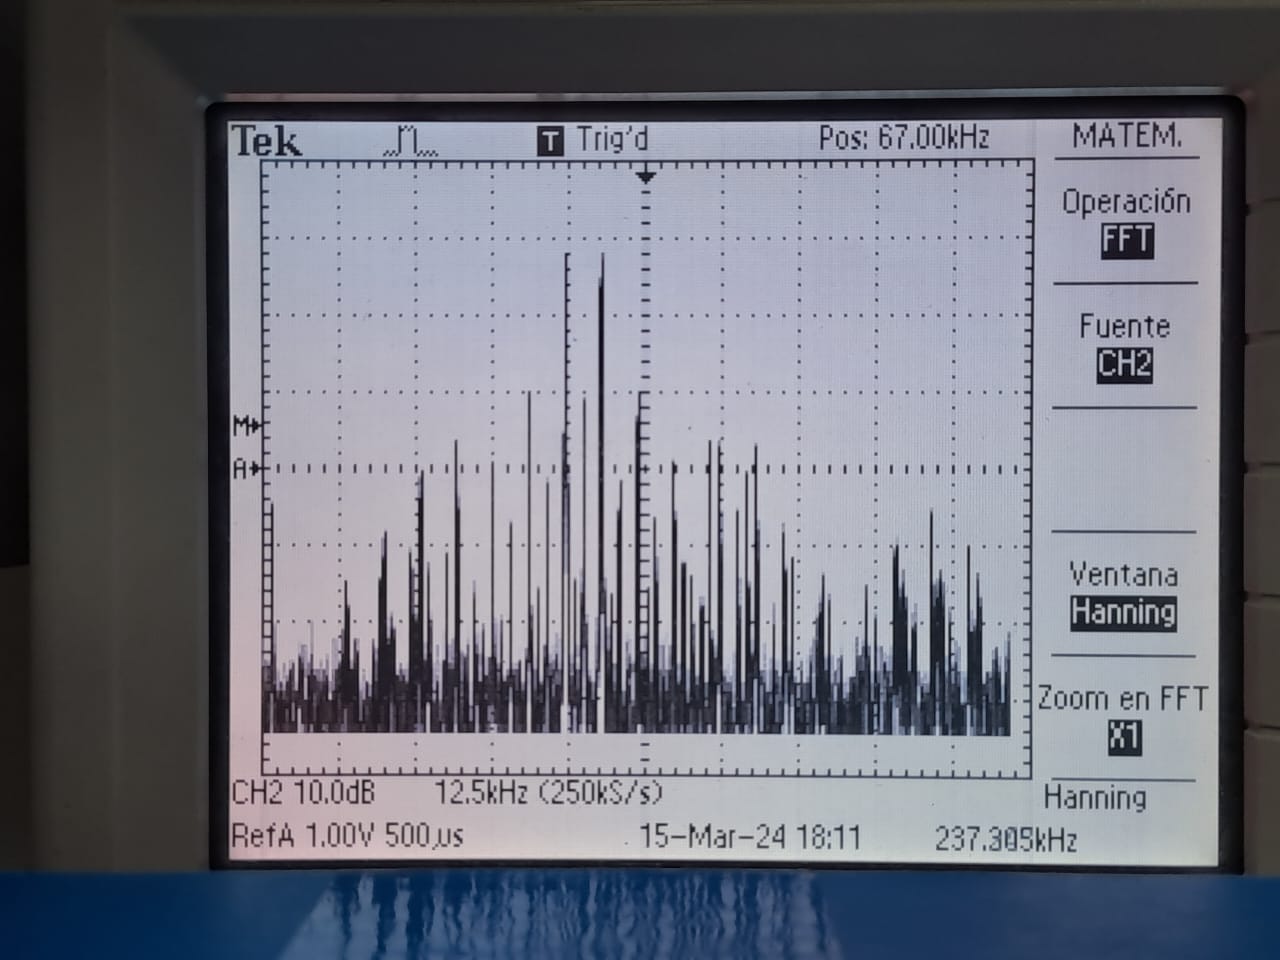 Tek T Trig'd Pos: 67.00kHz MATEM.
Operación
FFT
Fuente
CH2
M
A
Ventana
Hanning
Zoom en FFT
X1
CH2 10.0dB 12.5kHz (250kS/s) Hanning
RefA 1.00V 500µs 15-Mar-24 18:11 237.305kHz